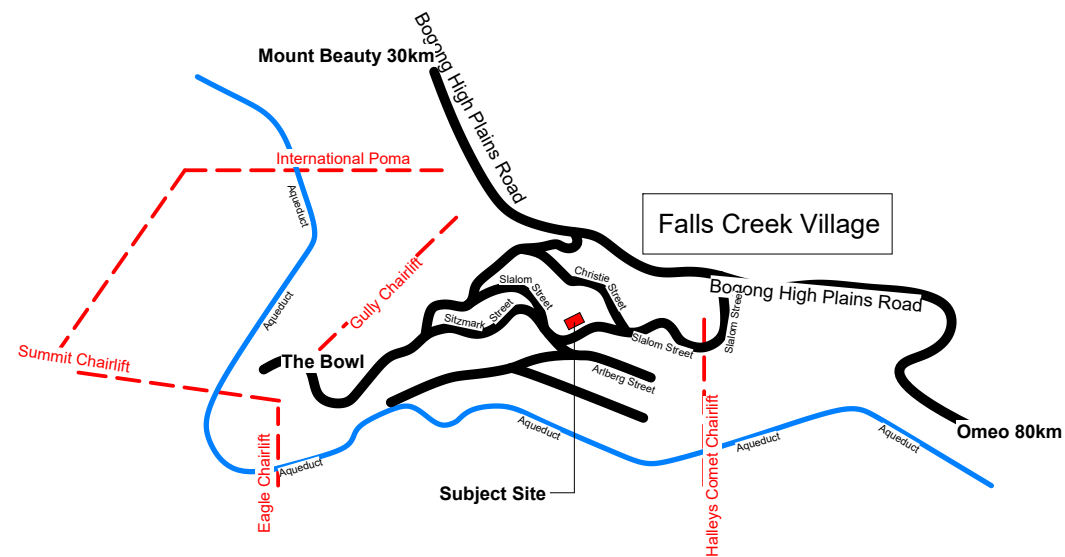 Bogong High Plains Road
Mount Beauty 30km
International Poma
Aqueduct
Falls Creek Village
Christie Street
Slalom Street
Bogong High Plains Road
Slalom Street
Gully Chairlift
Aqueduct
Sitzmark Street
Slalom Street
Summit Chairlift
The Bowl
Arlberg Street
Aqueduct
Omeo 80km
Aqueduct
Aqueduct
Aqueduct
Eagle Chairlift
Subject Site
Halleys Comet Chairlift